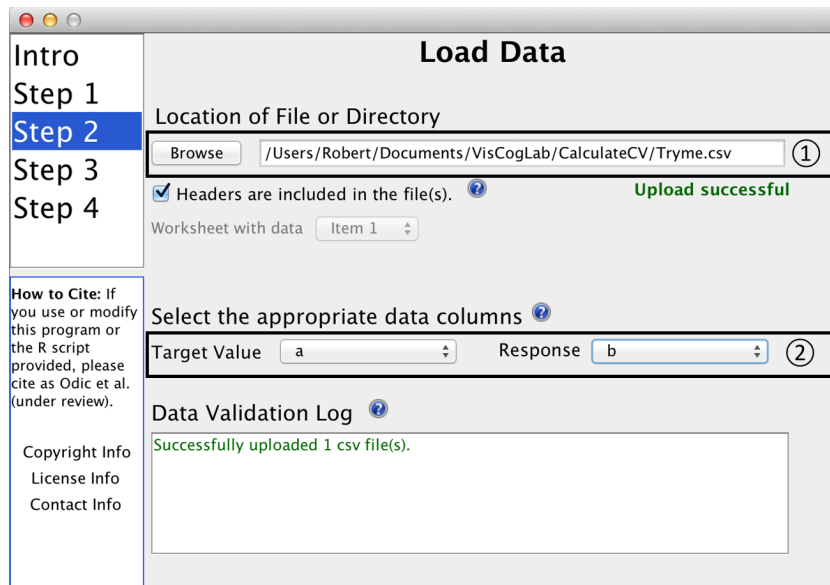 Load Data
Intro
Step 1
Step 2
Step 3
Step 4
Location of File or Directory
Browse /Users/Robert/Documents/VisCogLab/CalculateCV/Tryme.csv ①
Headers are included in the file(s). ? Upload successful
Worksheet with data Item 1
How to Cite: If
you use or modify
this program or
the R script
provided, please
cite as Odic et al.
(under review).
Copyright Info
License Info
Contact Info
Select the appropriate data columns ?
Target Value a Response b ②
Data Validation Log ?
Successfully uploaded 1 csv file(s).